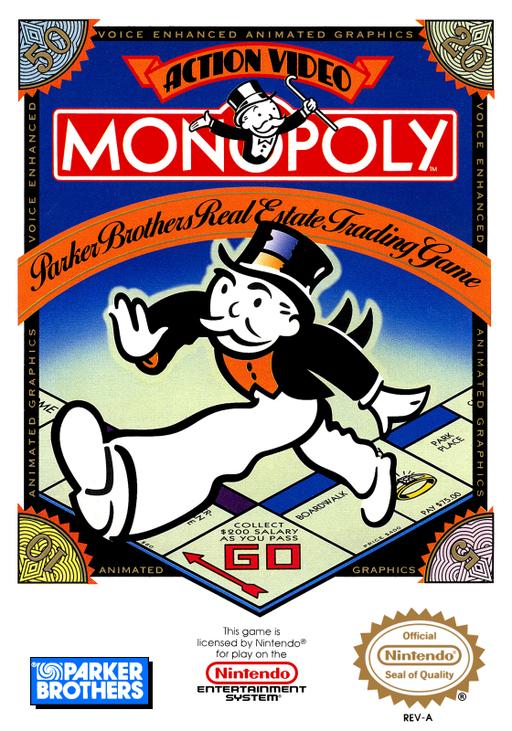 VOICE ENHANCED ANIMATED GRAPHICS
50
20
ACTION VIDEO
MONOPOLY
TM
VOICE ENHANCED
VOICE ENHANCED
Parker Brothers Real Estate Trading Game
ANIMATED GRAPHICS
ANIMATED GRAPHICS
PARK
PLACE
PAY $75.00
BOARDWALK
COLLECT
$200 SALARY
AS YOU PASS
GO
10
5
ANIMATED
GRAPHICS
This game is
licensed by Nintendo®
for play on the
Nintendo
ENTERTAINMENT
SYSTEM®
PARKER
BROTHERS
Official
Nintendo
Seal of Quality
®
REV-A